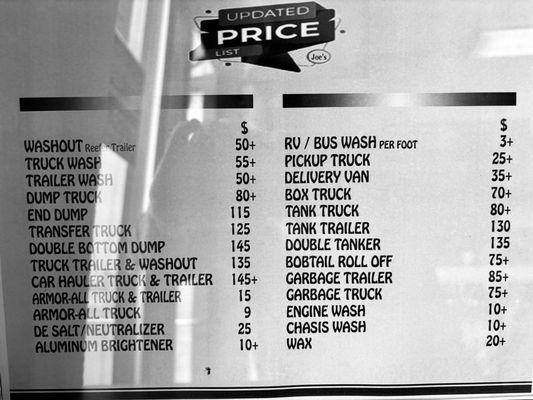 UPDATED
PRICE
LIST
Joe's
$
WASHOUT Reefer Trailer 50+
TRUCK WASH 55+
TRAILER WASH 50+
DUMP TRUCK 80+
END DUMP 115
TRANSFER TRUCK 125
DOUBLE BOTTOM DUMP 145
TRUCK TRAILER & WASHOUT 135
CAR HAULER TRUCK & TRAILER 145+
ARMOR-ALL TRUCK & TRAILER 15
ARMOR-ALL TRUCK 9
DE SALT/NEUTRALIZER 25
ALUMINUM BRIGHTENER 10+
$
RV / BUS WASH PER FOOT 3+
PICKUP TRUCK 25+
DELIVERY VAN 35+
BOX TRUCK 70+
TANK TRUCK 80+
TANK TRAILER 130
DOUBLE TANKER 135
BOBTAIL ROLL OFF 75+
GARBAGE TRAILER 85+
GARBAGE TRUCK 75+
ENGINE WASH 10+
CHASIS WASH 10+
WAX 20+